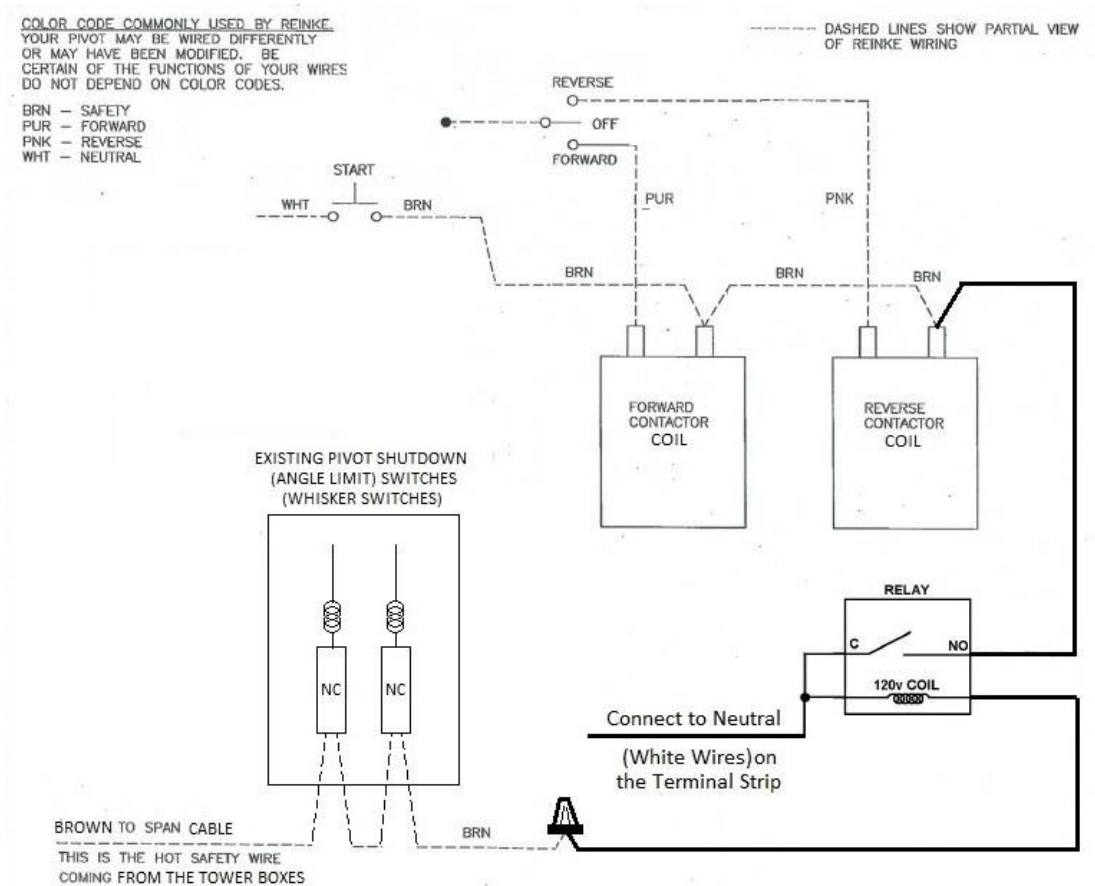 COLOR CODE COMMONLY USED BY REINKE.
YOUR PIVOT MAY BE WIRED DIFFERENTLY
OR MAY HAVE BEEN MODIFIED. BE
CERTAIN OF THE FUNCTIONS OF YOUR WIRES
DO NOT DEPEND ON COLOR CODES.
BRN – SAFETY
PUR – FORWARD
PNK – REVERSE
WHT – NEUTRAL
DASHED LINES SHOW PARTIAL VIEW
OF REINKE WIRING
REVERSE
OFF
FORWARD
START
WHT
BRN
PUR
PNK
BRN
BRN
BRN
FORWARD
CONTACTOR
COIL
REVERSE
CONTACTOR
COIL
EXISTING PIVOT SHUTDOWN
(ANGLE LIMIT) SWITCHES
(WHISKER SWITCHES)
NC
NC
RELAY
C
NO
120v COIL
Connect to Neutral
(White Wires)on
the Terminal Strip
BROWN TO SPAN CABLE
BRN
THIS IS THE HOT SAFETY WIRE
COMING FROM THE TOWER BOXES